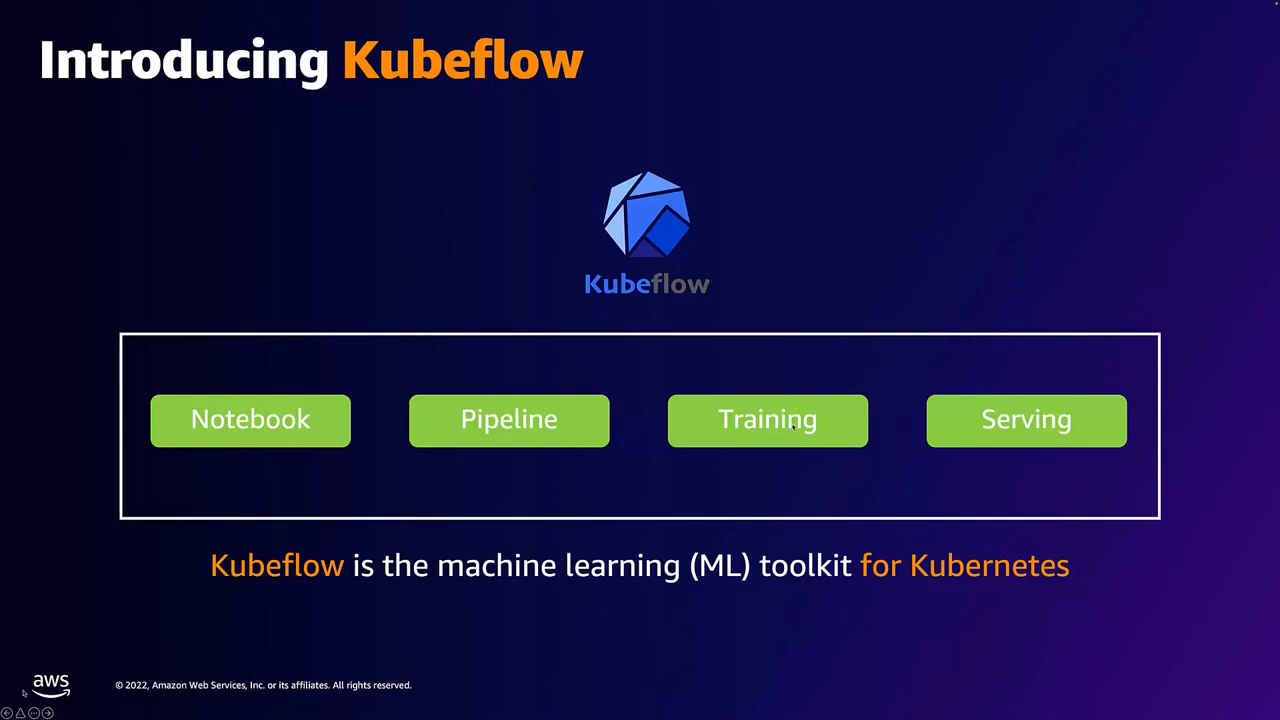 Introducing Kubeflow
Kubeflow
Notebook
Pipeline
Training
Serving
Kubeflow is the machine learning (ML) toolkit for Kubernetes
aws
© 2022, Amazon Web Services, Inc. or its affiliates. All rights reserved.